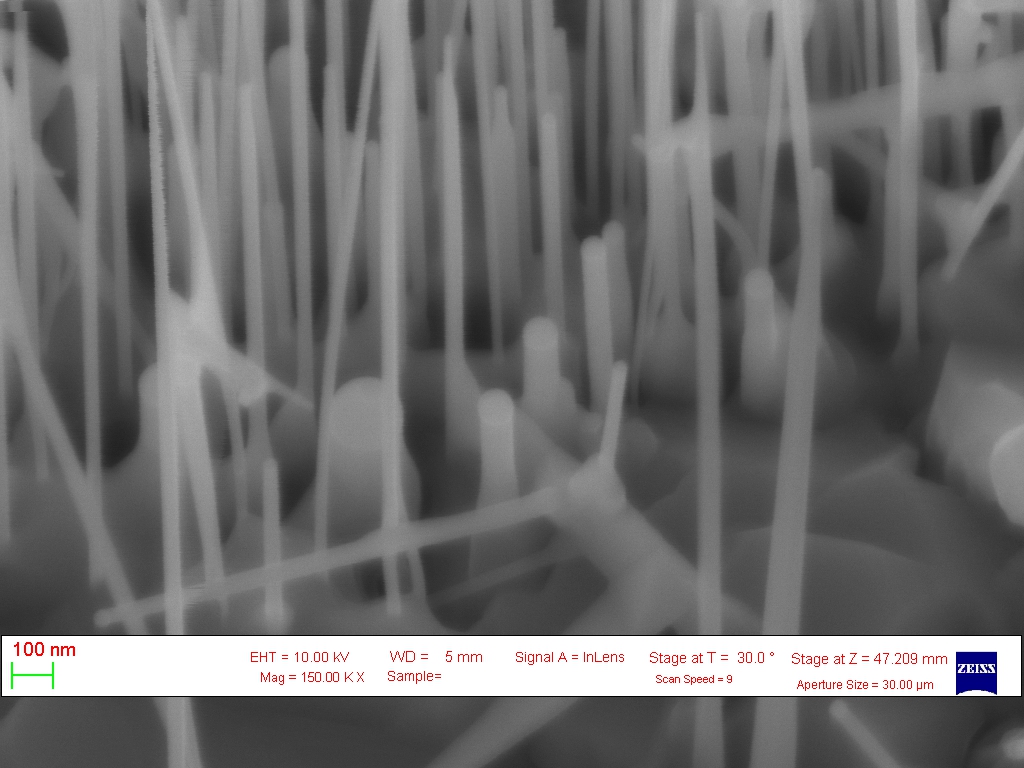 100 nm
EHT = 10.00 kV
WD = 5 mm
Signal A = InLens
Stage at T = 30.0 °
Stage at Z = 47.209 mm
Mag = 150.00 K X
Sample=
Scan Speed = 9
Aperture Size = 30.00 µm
ZEISS